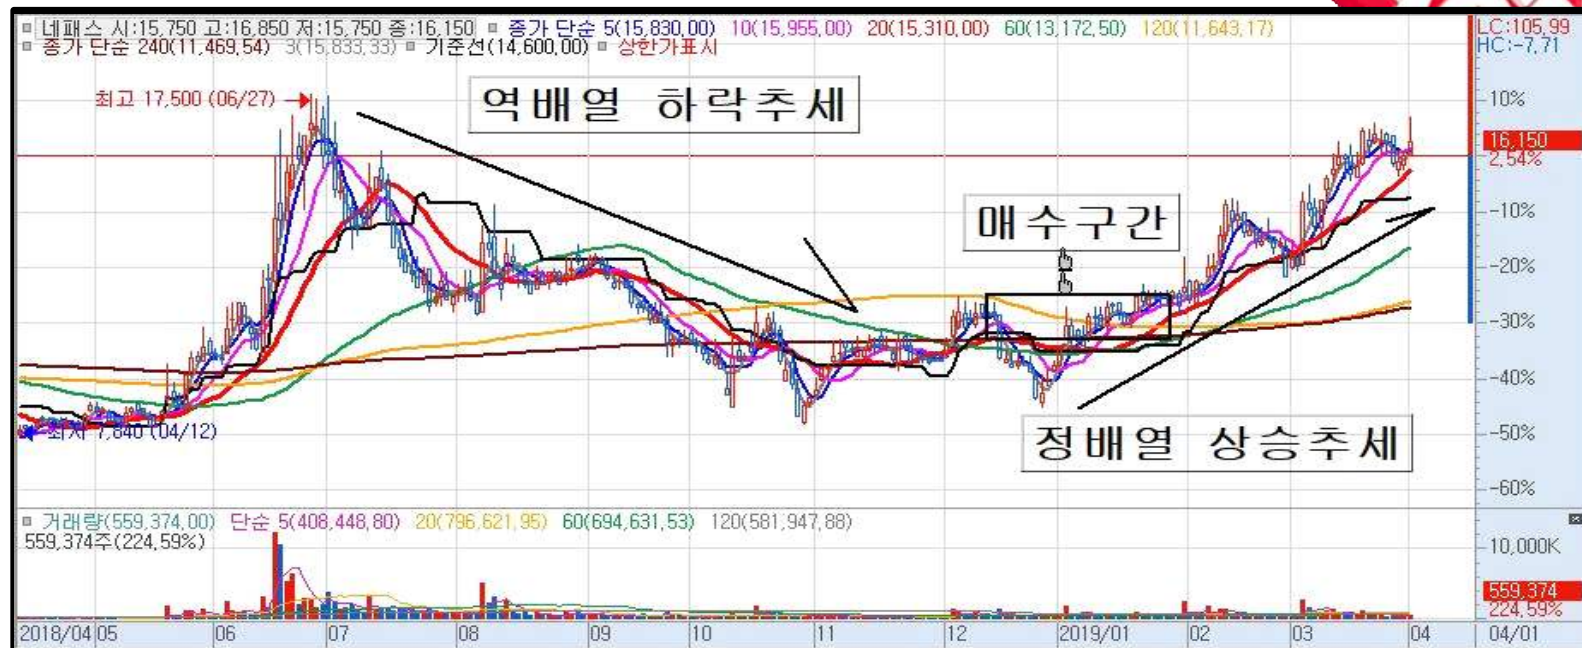 네패스 시:15,750 고:16,850 저:15,750 종:16,150 종가 단순 5(15,830,00) 10(15,955,00) 20(15,310,00) 60(13,172,50) 120(11,643,17)
종가 단순 240(11,469,54) 3(15,833,33) 기준선(14,600,00) 상한가표시
LC:105,99
HC:-7,71
역배열 하락추세
최고 17,500 (06/27)
10%
16,150
2,54%
매수구간
-10%
-20%
-30%
-40%
정배열 상승추세
최저 7,840 (04/12)
-50%
-60%
거래량(559,374,00) 단순 5(408,448,80) 20(796,621,95) 60(694,631,53) 120(581,947,88)
559,374주(224,59%)
10,000K
559,374
224,59%
2018/04 05 06 07 08 09 10 11 12 2019/01 02 03 04 04/01